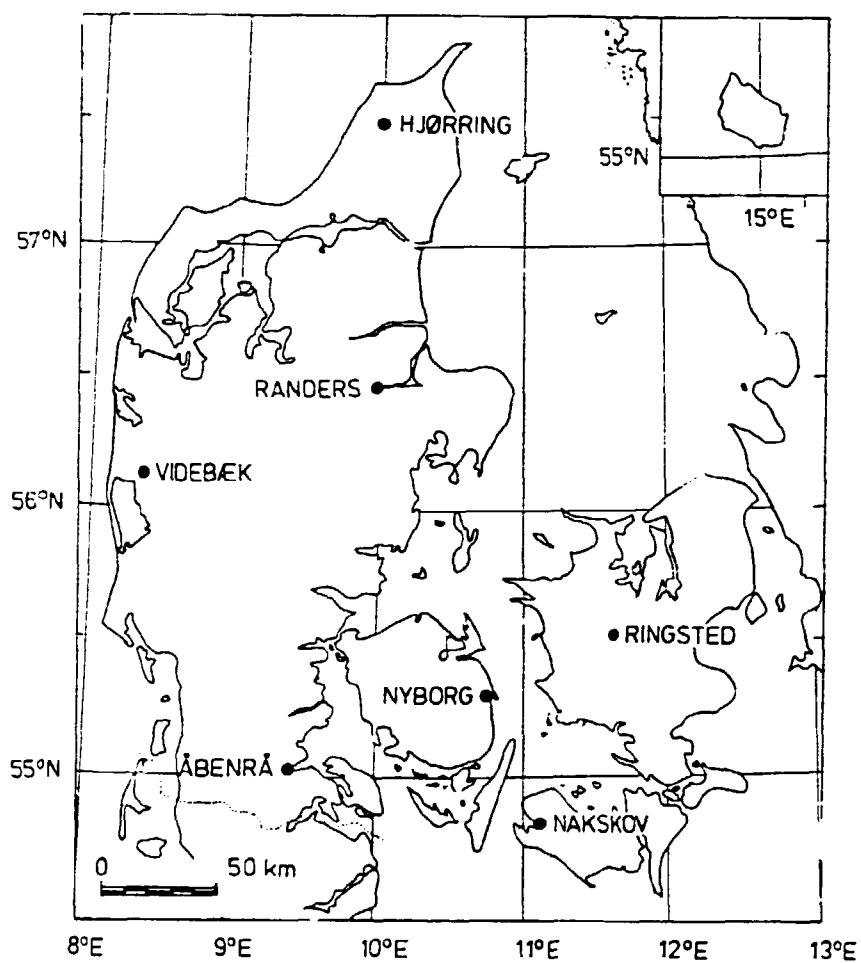 HJØRRING
55°N
15°E
57°N
RANDERS
VIDEBÆK
56°N
RINGSTED
NYBORG
55°N
ÅBENRÅ
NAKSKOV
0 50 km
8°E 9°E 10°E 11°E 12°E 13°E